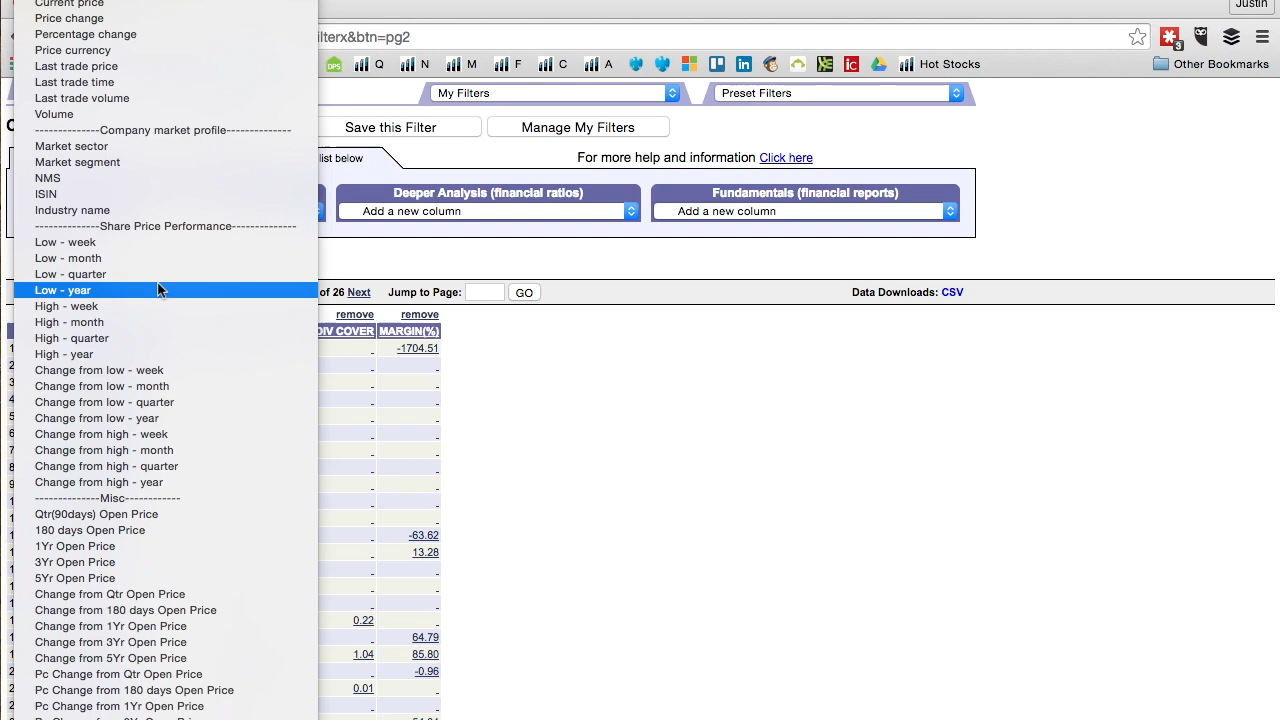 Current price
Price change
Percentage change
Price currency
Last trade price
Last trade time
Last trade volume
Volume
--------------Company market profile--------------
Market sector
Market segment
NMS
ISIN
Industry name
--------------Share Price Performance--------------
Low - week
Low - month
Low - quarter
Low - year
High - week
High - month
High - quarter
High - year
Change from low - week
Change from low - month
Change from low - quarter
Change from low - year
Change from high - week
Change from high - month
Change from high - quarter
Change from high - year
--------------Misc------------
Qtr(90days) Open Price
180 days Open Price
1Yr Open Price
3Yr Open Price
5Yr Open Price
Change from Qtr Open Price
Change from 180 days Open Price
Change from 1Yr Open Price
Change from 3Yr Open Price
Change from 5Yr Open Price
Pc Change from Qtr Open Price
Pc Change from 180 days Open Price
Pc Change from 1Yr Open Price
Justin
ilterx&btn=pg2
3
DPS Q N M F C A in ic Hot Stocks Other Bookmarks
My Filters Preset Filters
Save this Filter Manage My Filters
list below For more help and information Click here
Deeper Analysis (financial ratios) Fundamentals (financial reports)
Add a new column Add a new column
of 26 Next Jump to Page: GO Data Downloads: CSV
remove remove
DIV COVER MARGIN(%)
- -1704.51
- -
- -
- -
- -
- -
- -
- -
- -
- -
- -
- -63.62
- 13.28
- -
- -
- -
0.22 -
- 64.79
1.04 85.80
- -0.96
0.01 -
- -